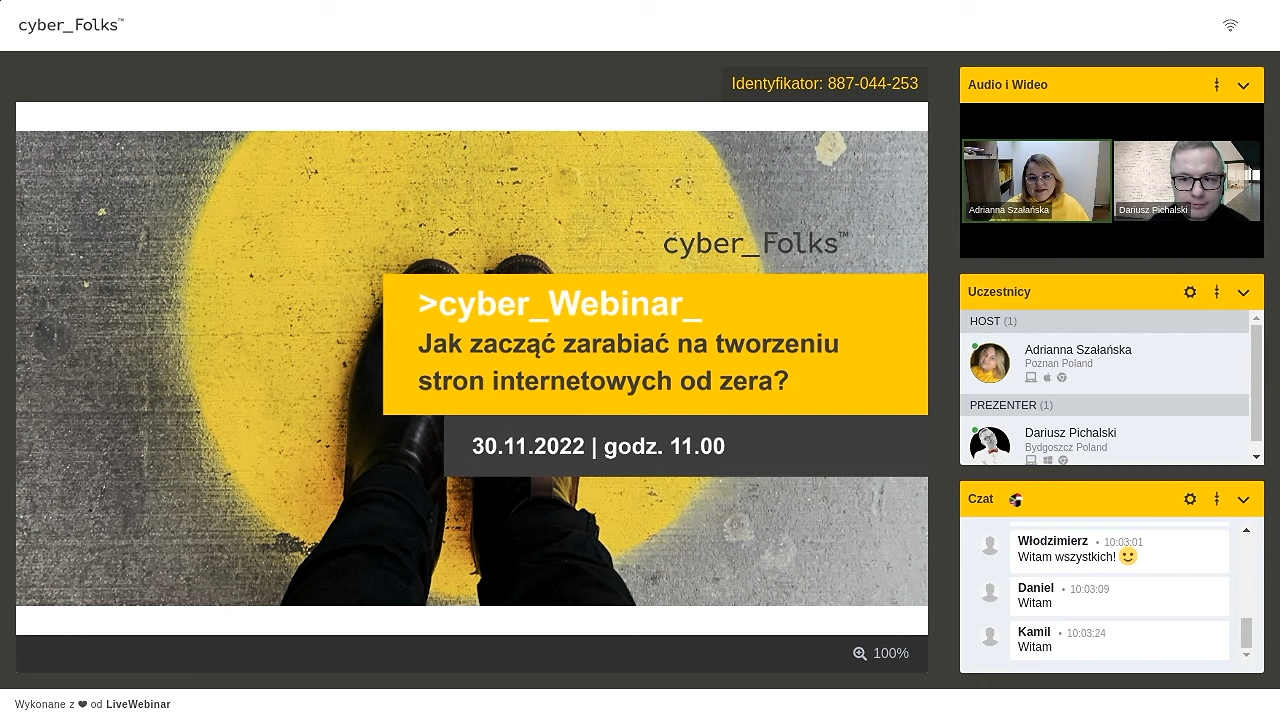 cyber_Folks™
Identyfikator: 887-044-253
cyber_Folks™
>cyber_Webinar_
Jak zacząć zarabiać na tworzeniu
stron internetowych od zera?
30.11.2022 | godz. 11.00
100%
Audio i Wideo
Adrianna Szałańska
Dariusz Pichalski
Uczestnicy
HOST (1)
Adrianna Szałańska
Poznan Poland
PREZENTER (1)
Dariusz Pichalski
Bydgoszcz Poland
Czat
Włodzimierz • 10:03:01
Witam wszystkich!
Daniel • 10:03:09
Witam
Kamil • 10:03:24
Witam
Wykonane z ❤ od LiveWebinar